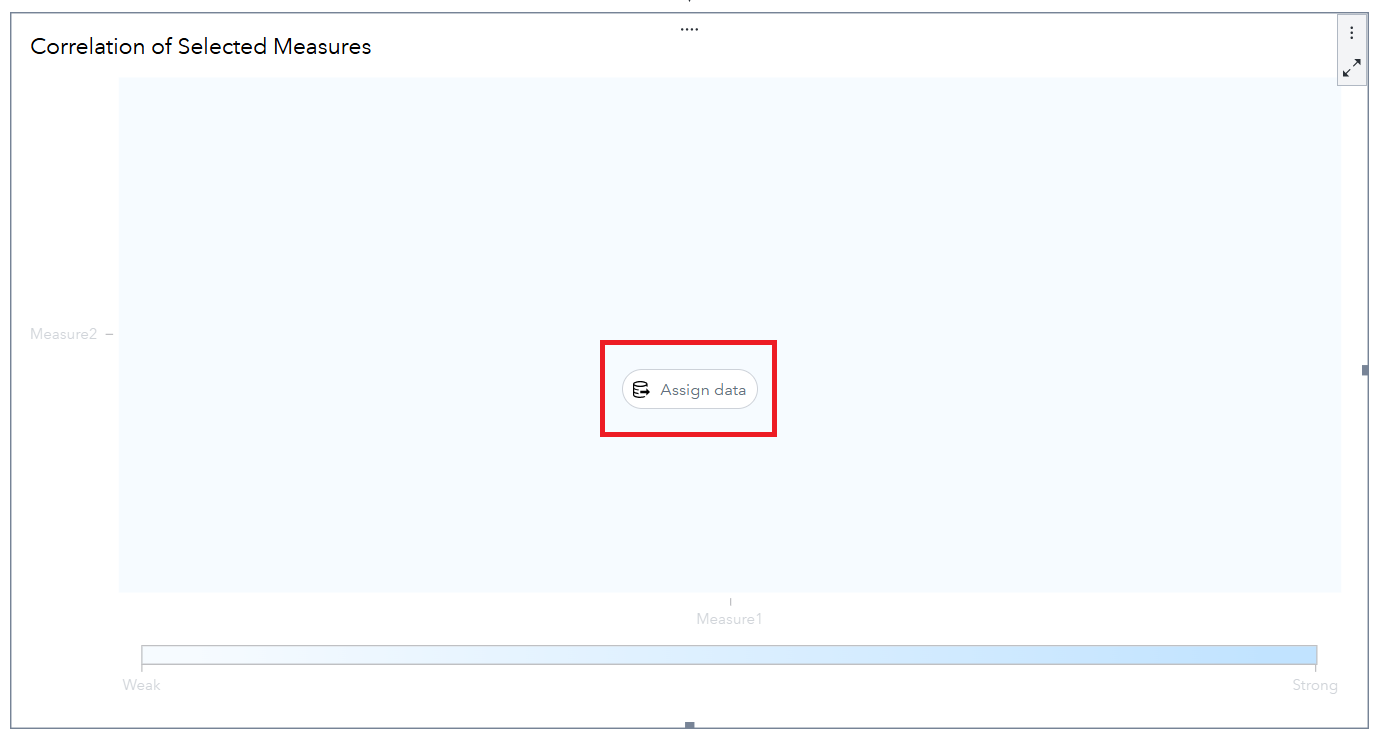 Correlation of Selected Measures
Measure2
Assign data
Measure1
Weak
Strong